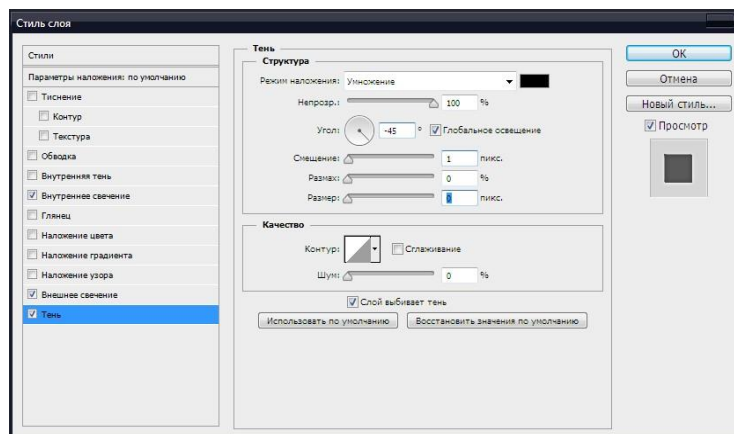 Стиль слоя
Стили
Параметры наложения: по умолчанию
Тиснение
Контур
Текстура
Обводка
Внутренняя тень
Внутреннее свечение
Глянец
Наложение цвета
Наложение градиента
Наложение узора
Внешнее свечение
Тень
Тень
Структура
Режим наложения: Умножение
Непрозр.: 100 %
Угол: -45 ° Глобальное освещение
Смещение: 1 пикс.
Размах: 0 %
Размер: 0 пикс.
Качество
Контур: Сглаживание
Шум: 0 %
Слой выбивает тень
Использовать по умолчанию Восстановить значения по умолчанию
OK
Отмена
Новый стиль...
Просмотр